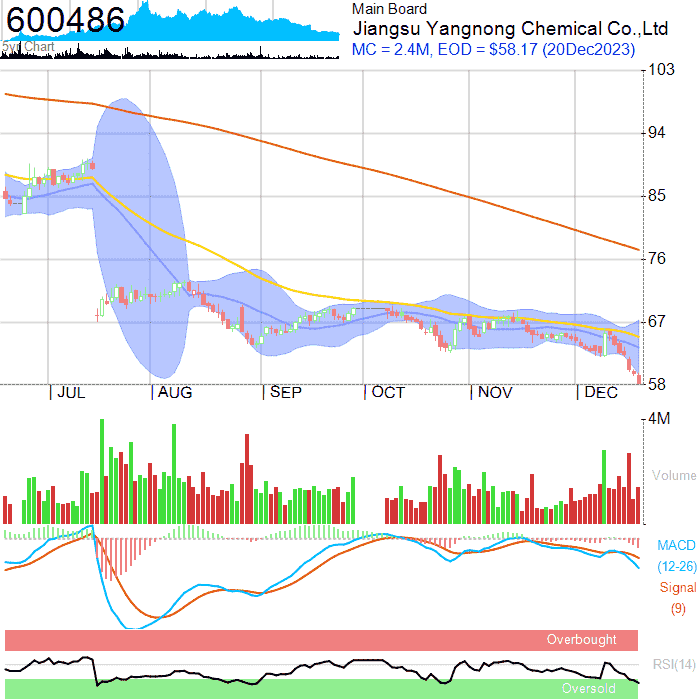 600486
5yr Chart
Main Board
Jiangsu Yangnong Chemical Co.,Ltd
MC = 2.4M, EOD = $58.17 (20Dec2023)
103
94
85
76
67
58
JUL
AUG
SEP
OCT
NOV
DEC
4M
Volume
MACD
(12-26)
Signal
(9)
Overbought
RSI(14)
Oversold